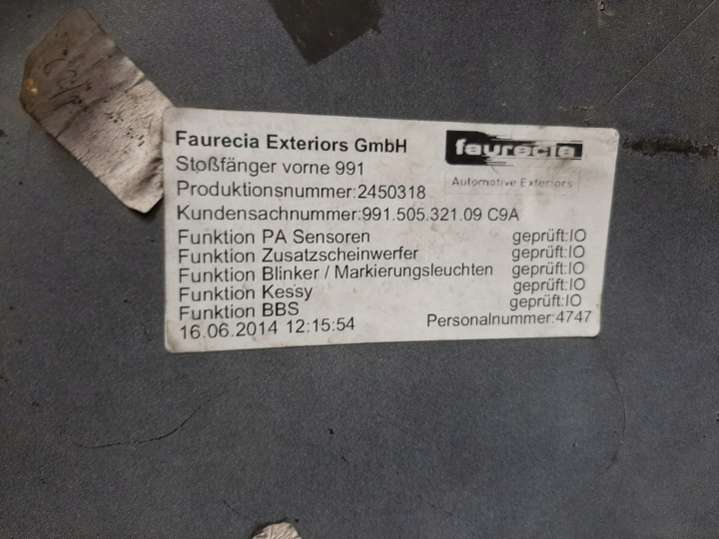 Faurecia Exteriors GmbH
faurecia
Automotive Exteriors
Stoßfänger vorne 991
Produktionsnummer:2450318
Kundensachnummer:991.505.321.09 C9A
Funktion PA Sensoren geprüft:IO
Funktion Zusatzscheinwerfer geprüft:IO
Funktion Blinker / Markierungsleuchten geprüft:IO
Funktion Kessy geprüft:IO
Funktion BBS geprüft:IO
16.06.2014 12:15:54 Personalnummer:4747